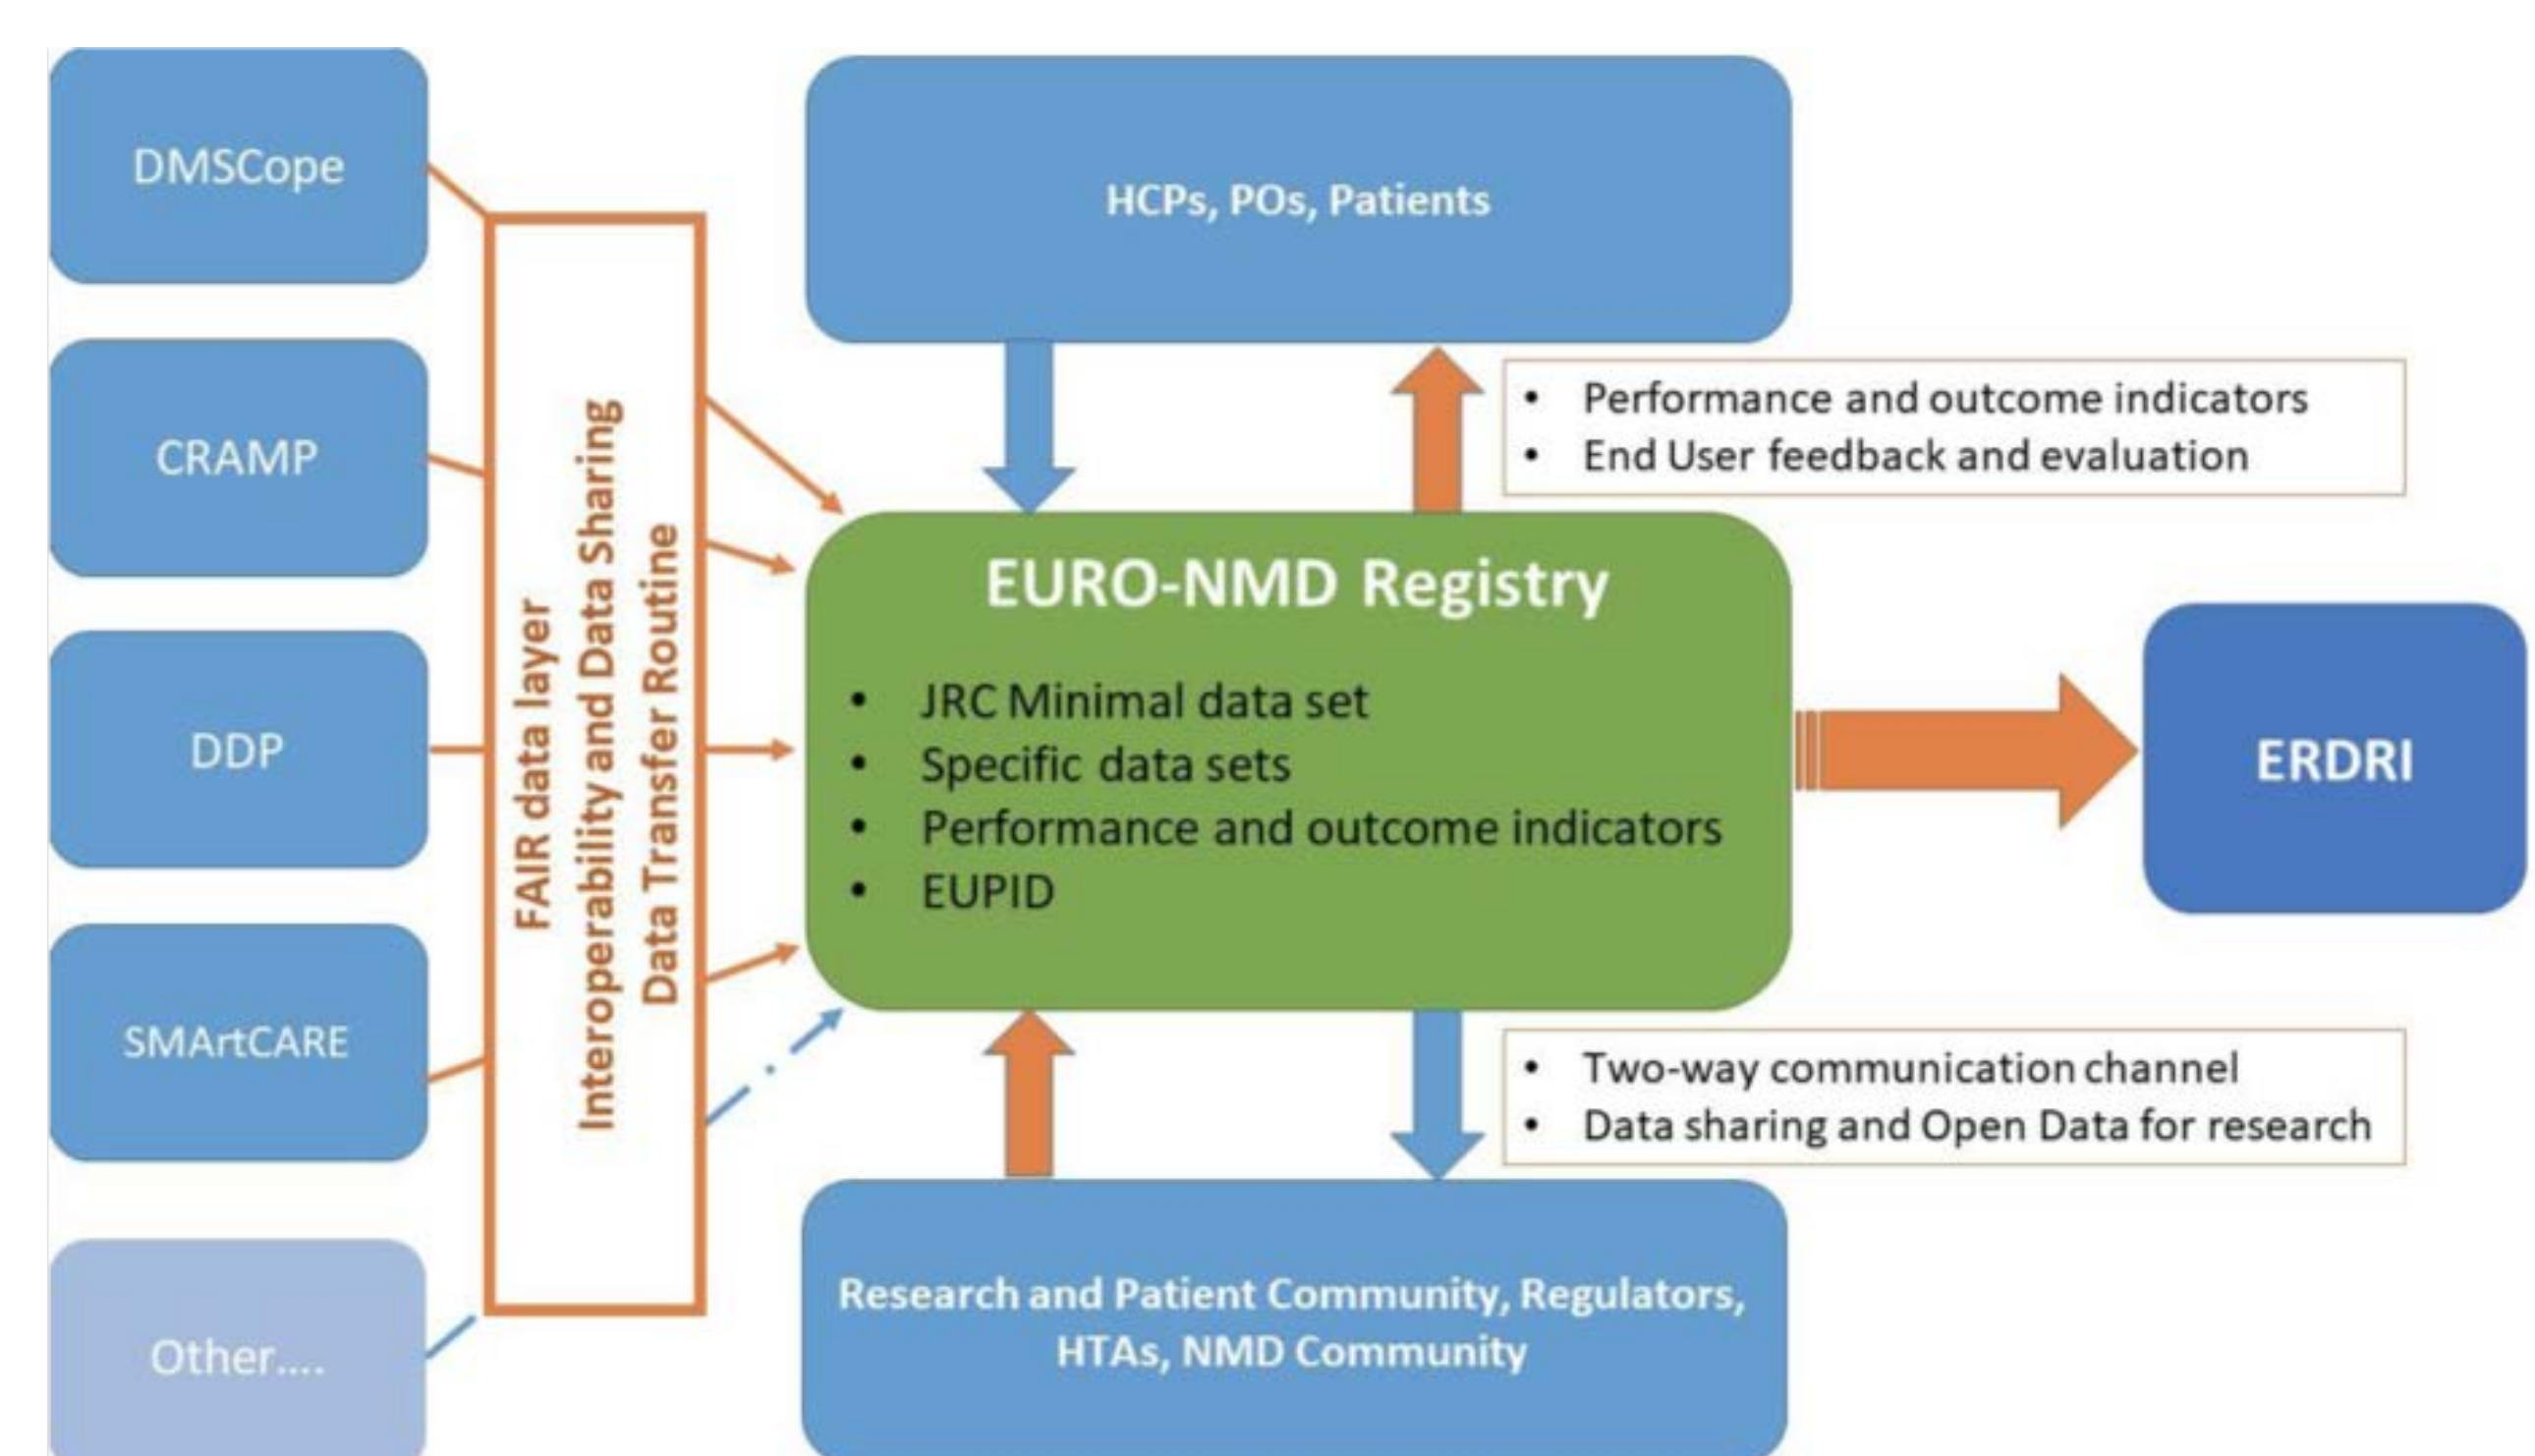 DMSCope
CRAMP
DDP
SMArtCARE
Other....
FAIR data layer
Interoperability and Data Sharing
Data Transfer Routine
HCPs, POs, Patients
• Performance and outcome indicators
• End User feedback and evaluation
EURO-NMD Registry
• JRC Minimal data set
• Specific data sets
• Performance and outcome indicators
• EUPID
ERDRI
• Two-way communication channel
• Data sharing and Open Data for research
Research and Patient Community, Regulators,
HTAs, NMD Community